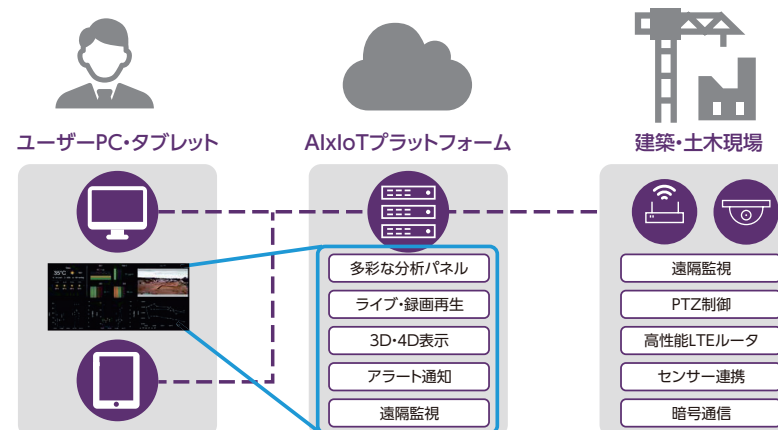 ユーザーPC・タブレット
AIxIoTプラットフォーム
建築・土木現場
35°C
多彩な分析パネル
ライブ・録画再生
3D・4D表示
アラート通知
遠隔監視
遠隔監視
PTZ制御
高性能LTEルータ
センサー連携
暗号通信